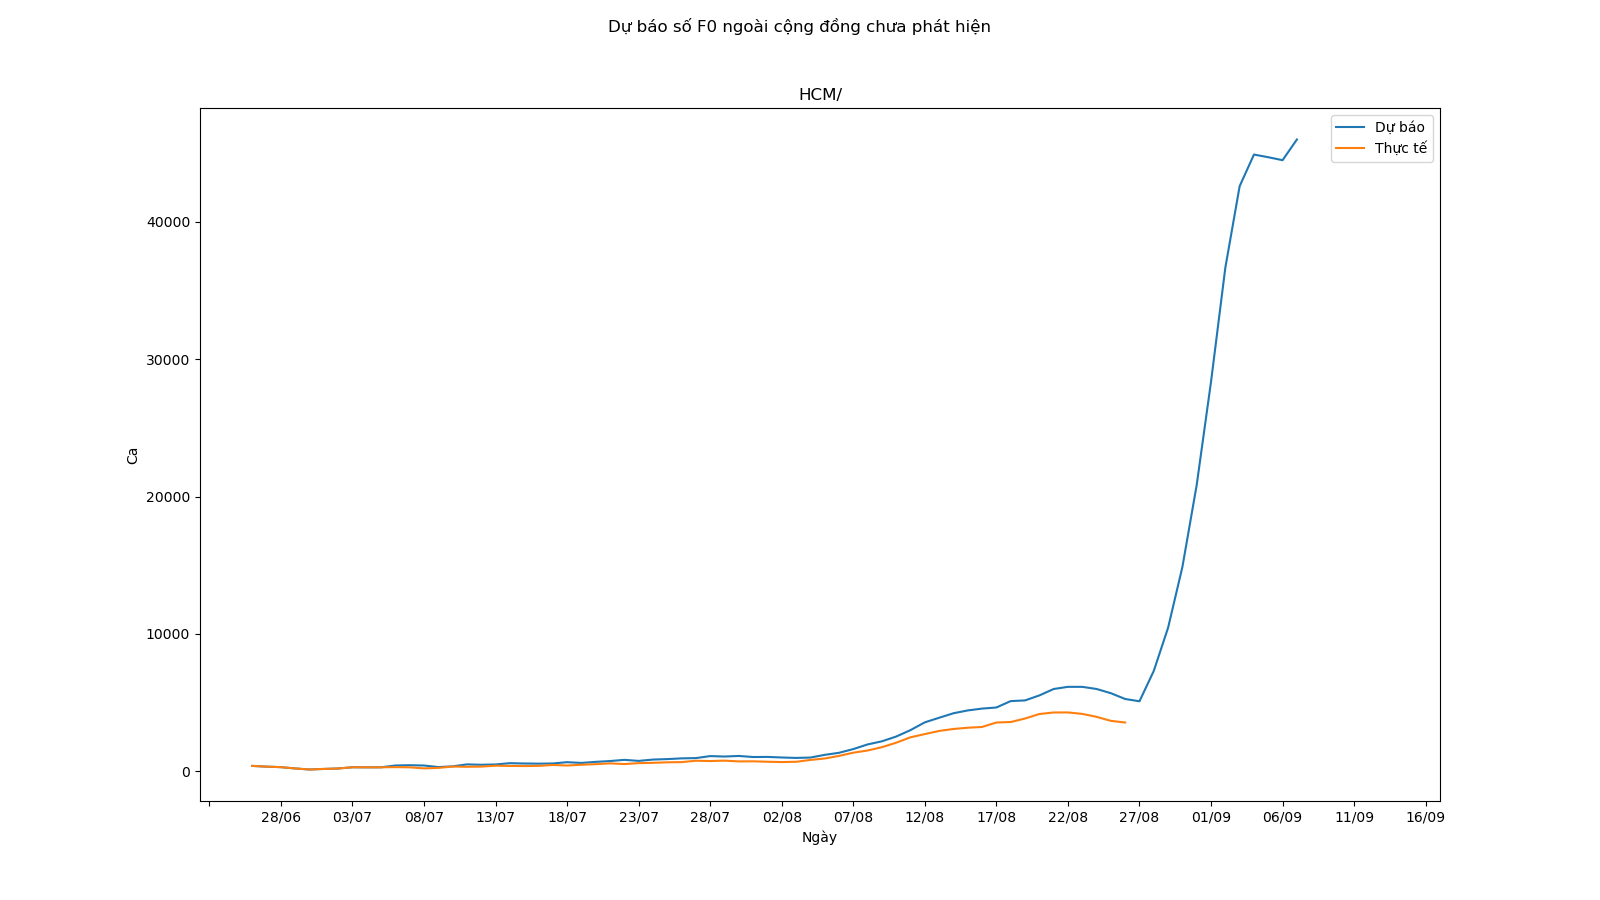 Dự báo số F0 ngoài cộng đồng chưa phát hiện
HCM/
Dự báo
Thực tế
40000
30000
20000
10000
0
Ca
28/06 03/07 08/07 13/07 18/07 23/07 28/07 02/08 07/08 12/08 17/08 22/08 27/08 01/09 06/09 11/09 16/09
Ngày